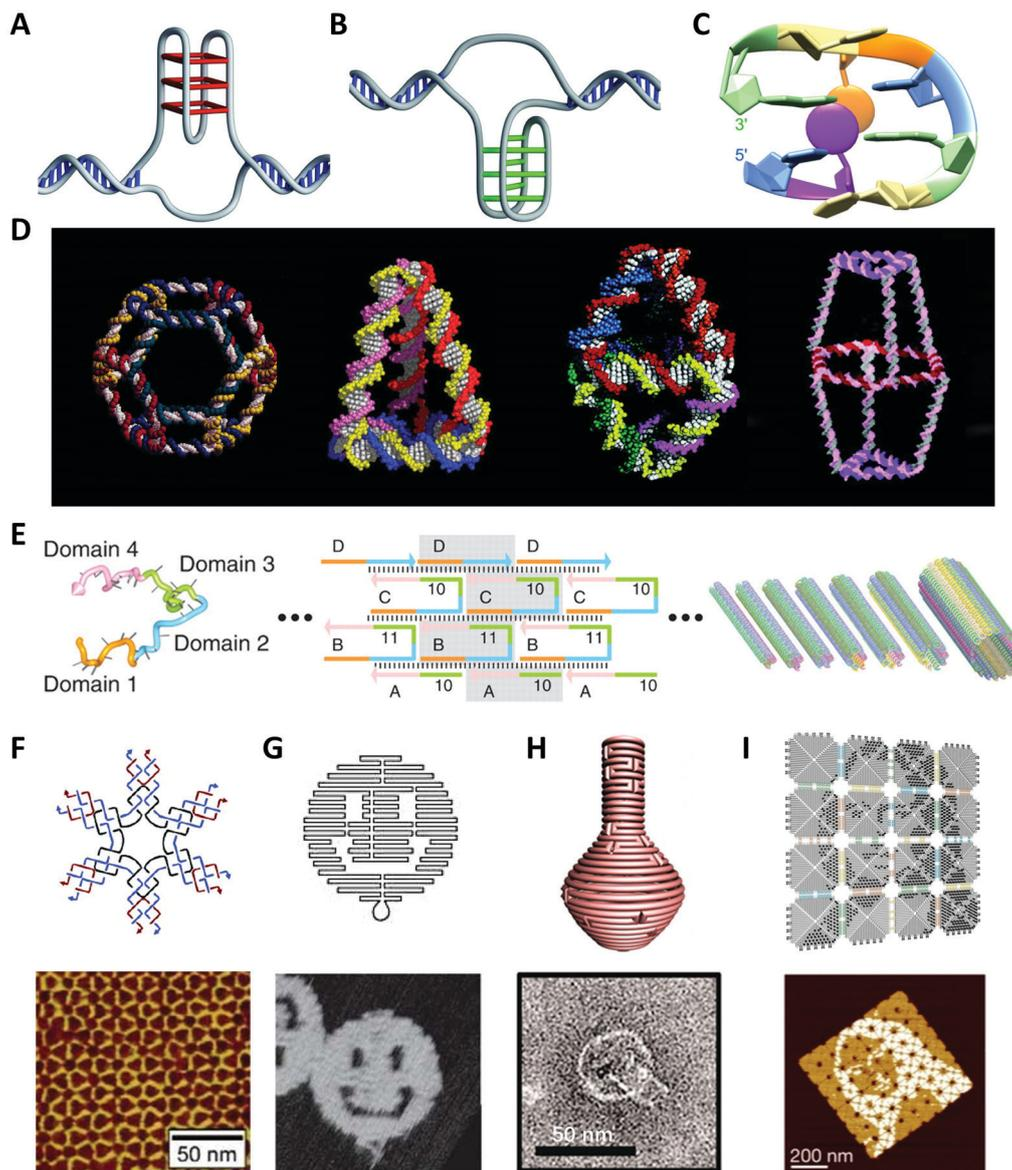 A
B
C
3'
5'
D
E
Domain 4
Domain 3
Domain 2
Domain 1
D D D
10 10 10
C C C
11 11 11
B B B
10 10 10
A A A
F
G
H
I
50 nm
50 nm
200 nm